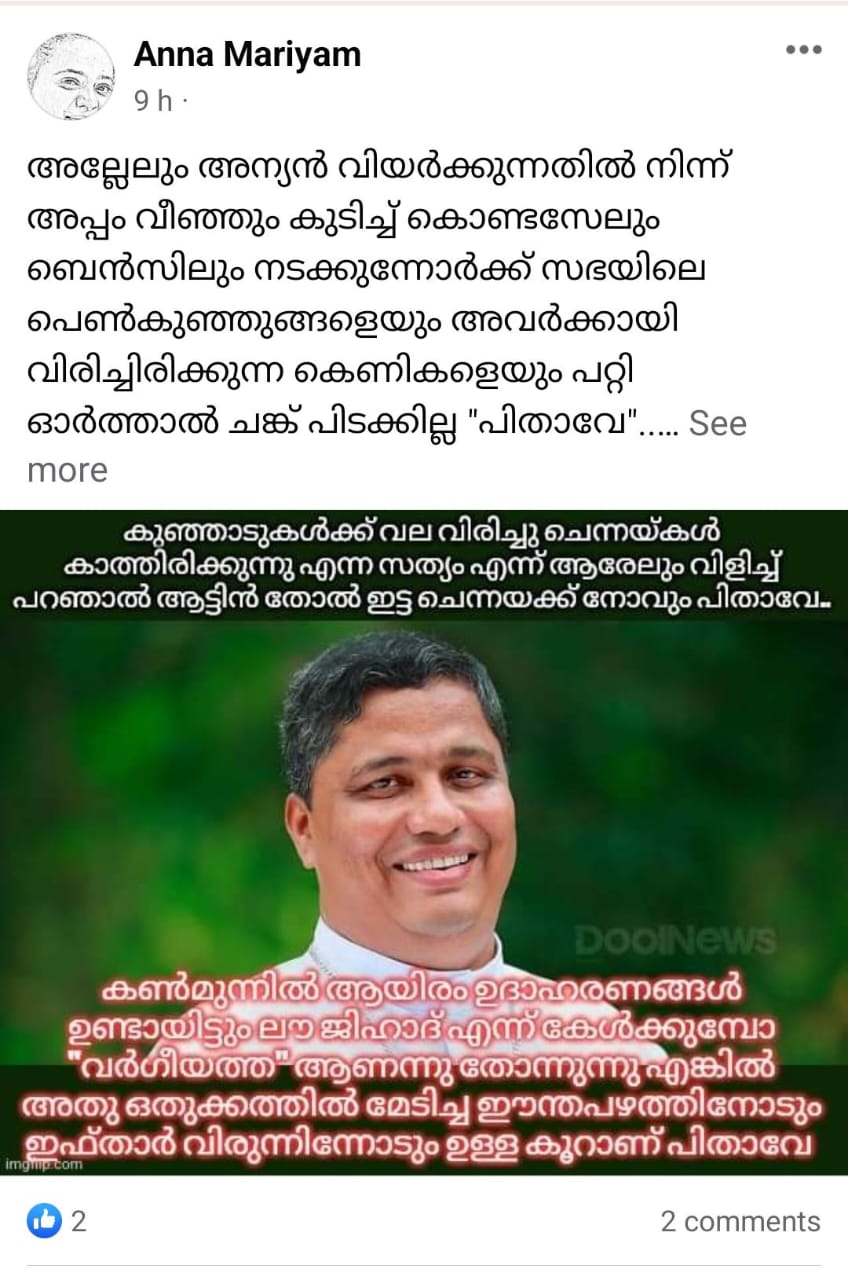 Anna Mariyam
9 h ·
അല്ലേലും അന്യൻ വിയർക്കുന്നതിൽ നിന്ന്
അപ്പം വീഞ്ഞും കുടിച്ച് കൊണ്ടസേലും
ബെൻസിലും നടക്കുന്നോർക്ക് സഭയിലെ
പെൺകുഞ്ഞുങ്ങളെയും അവർക്കായി
വിരിച്ചിരിക്കുന്ന കെണികളെയും പറ്റി
ഓർത്താൽ ചങ്ക് പിടക്കില്ല "പിതാവേ"..... See
more
കുഞ്ഞാടുകൾക്ക് വല വിരിച്ചു ചെന്നയ്കൾ
കാത്തിരിക്കുന്നു എന്ന സത്യം എന്ന് ആരേലും വിളിച്ച്
പറഞാൽ ആട്ടിൻ തോൽ ഇട്ട ചെന്നയക്ക് നോവും പിതാവേ..
DoolNews
കൺമുന്നിൽ ആയിരം ഉദാഹരണങ്ങൾ
ഉണ്ടായിട്ടും ലൗ ജിഹാദ് എന്ന് കേൾക്കുമ്പോ
"വർഗീയത്ത" ആണന്നു തോന്നുന്നു എങ്കിൽ
അതു ഒതുക്കത്തിൽ മേടിച്ച ഈന്തപഴത്തിനോടും
ഇഫ്താർ വിരുന്നിന്നോടും ഉള്ള കൂറാണ് പിതാവേ
imgflip.com
2
2 comments